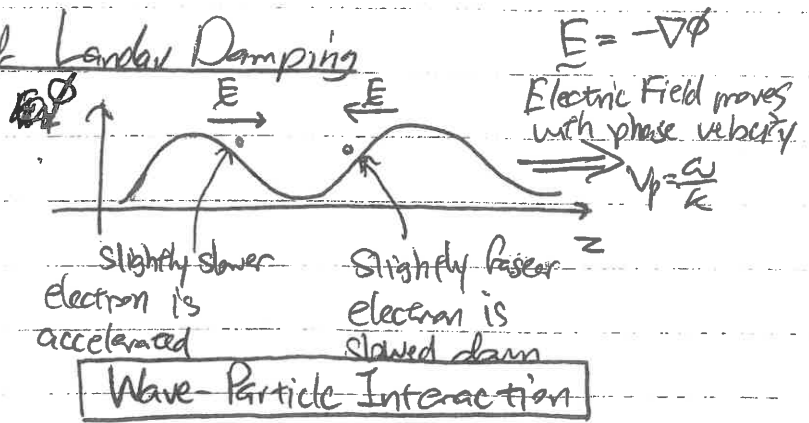 Landau Damping
E = -∇φ
φ
E
E
Electric Field moves
with phase velocity
Vp = ω/k
z
slightly slower
electron is
accelerated
Slightly faster
electron is
slowed down
Wave-Particle Interaction